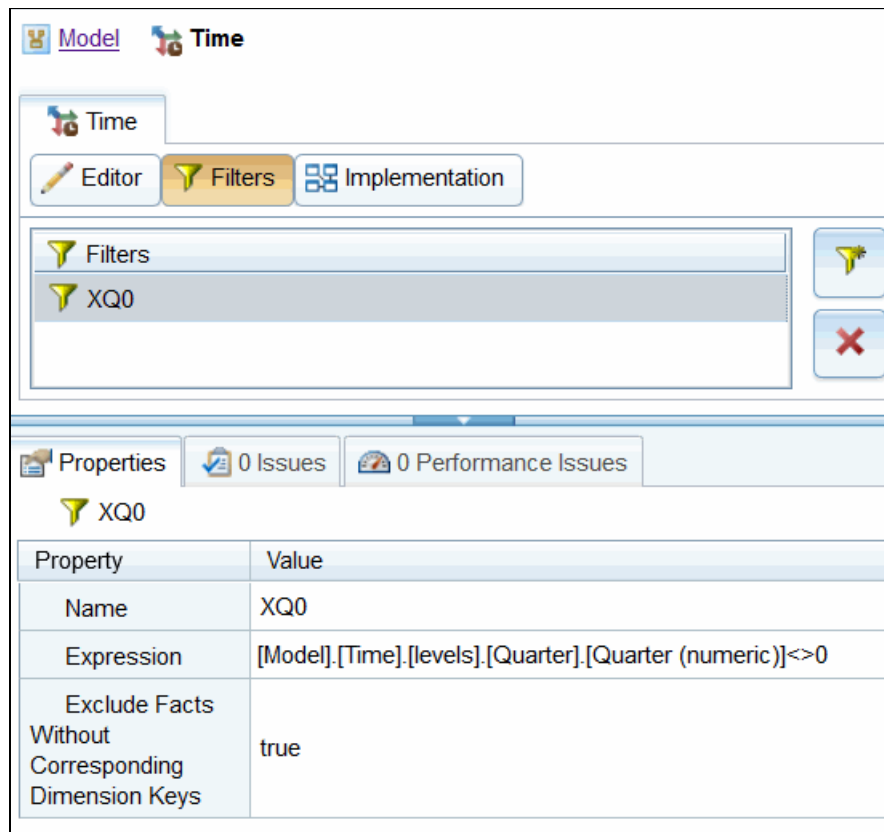 Model Time
Time
Editor Filters Implementation
Filters
XQ0
Properties 0 Issues 0 Performance Issues
XQ0
Property Value
Name XQ0
Expression [Model].[Time].[levels].[Quarter].[Quarter (numeric)]<>0
Exclude Facts
Without
Corresponding
Dimension Keys
true